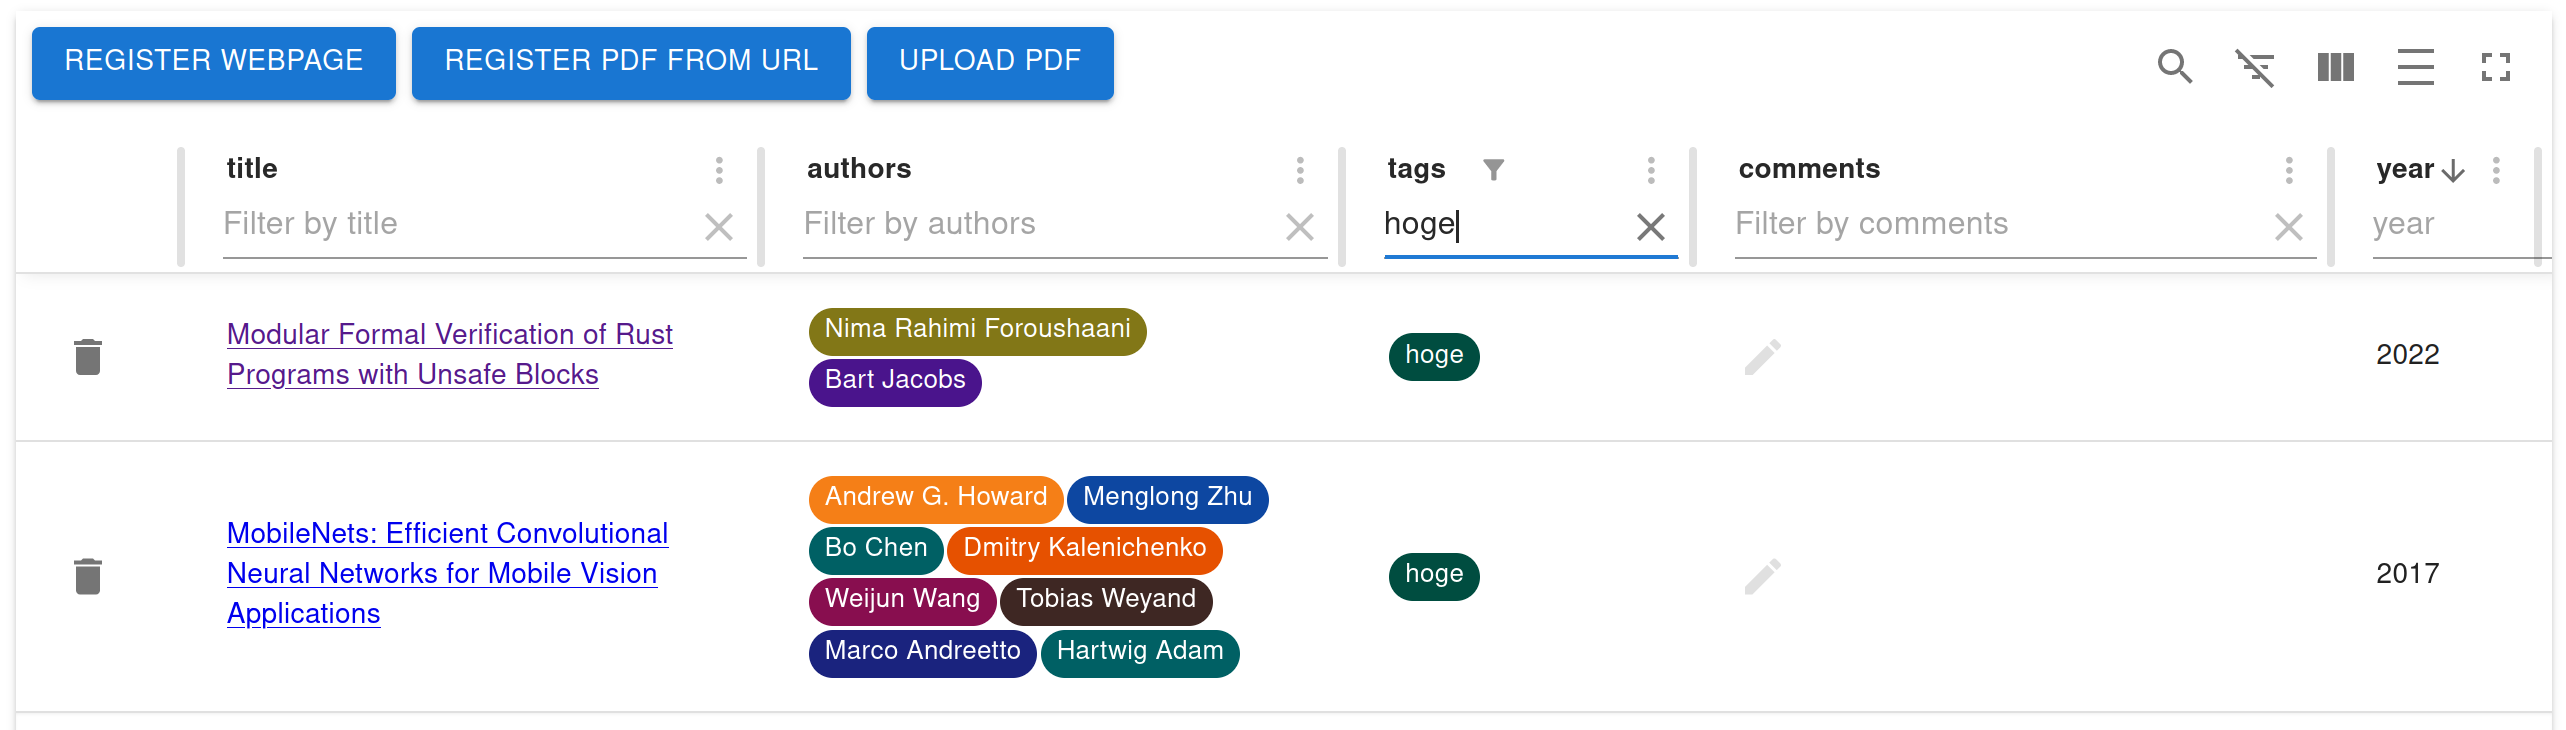 REGISTER WEBPAGE REGISTER PDF FROM URL UPLOAD PDF
title authors tags comments year
Filter by title Filter by authors hoge Filter by comments year
Modular Formal Verification of Rust
Programs with Unsafe Blocks
Nima Rahimi Foroushaani
Bart Jacobs
hoge
2022
MobileNets: Efficient Convolutional
Neural Networks for Mobile Vision
Applications
Andrew G. Howard Menglong Zhu
Bo Chen Dmitry Kalenichenko
Weijun Wang Tobias Weyand
Marco Andreetto Hartwig Adam
hoge
2017